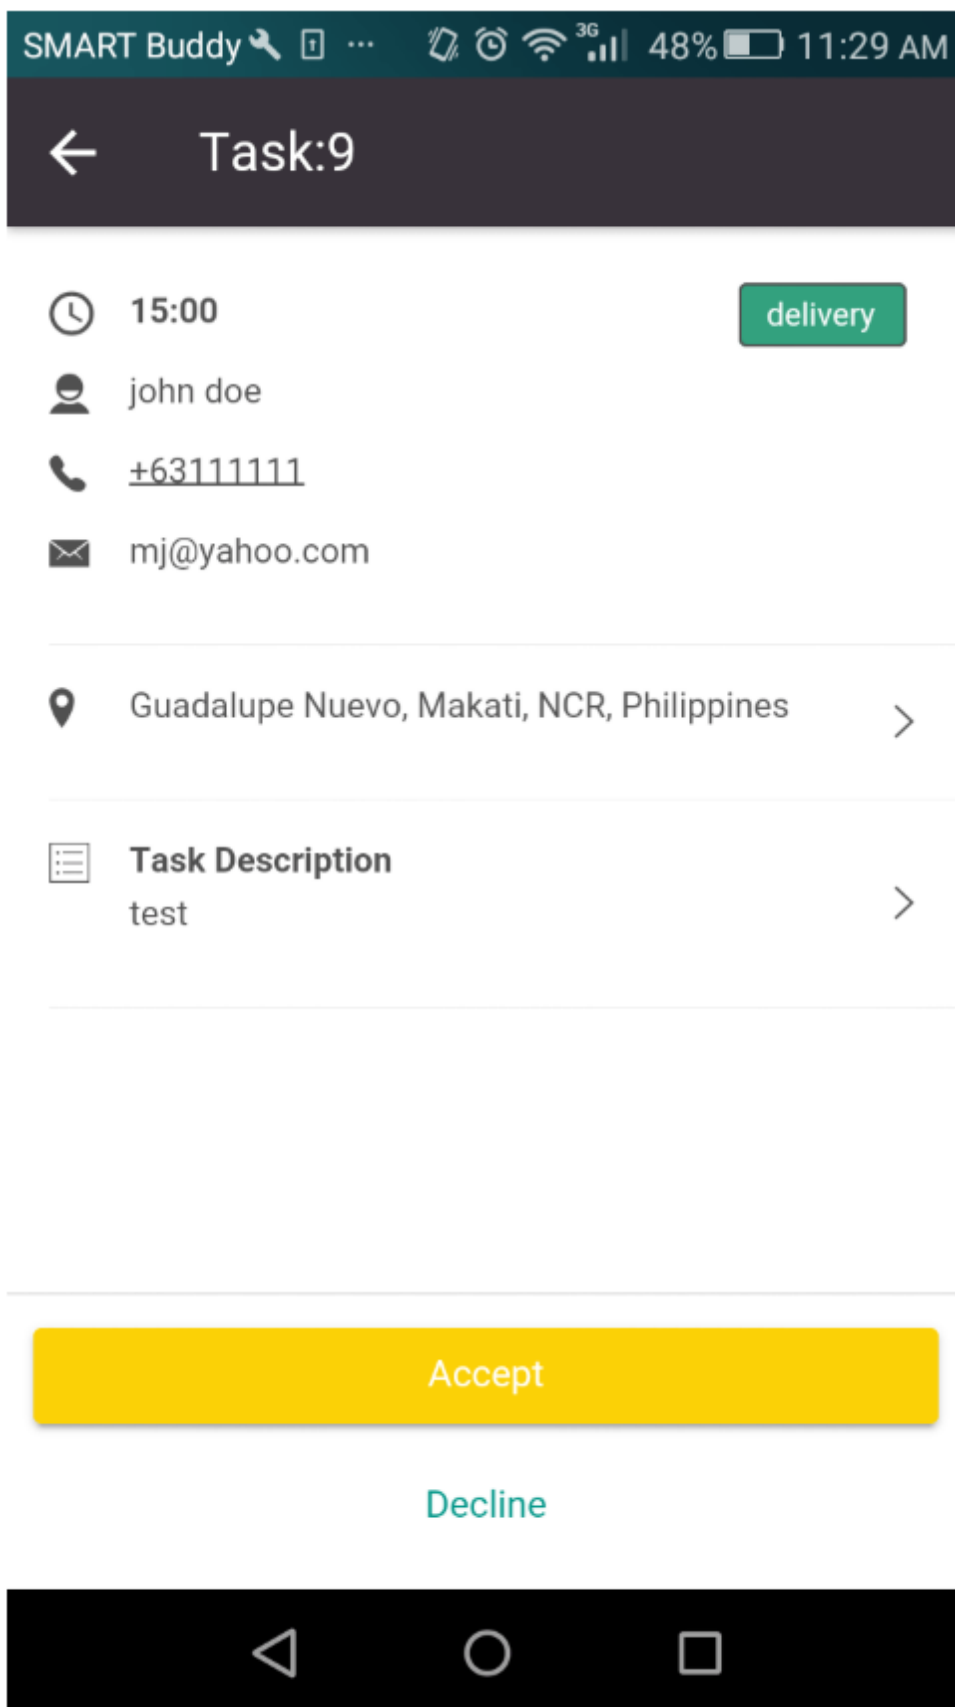 SMART Buddy ... 3G 48% 11:29 AM
Task:9
15:00 delivery
john doe
+63111111
mj@yahoo.com
Guadalupe Nuevo, Makati, NCR, Philippines
Task Description
test
Accept
Decline